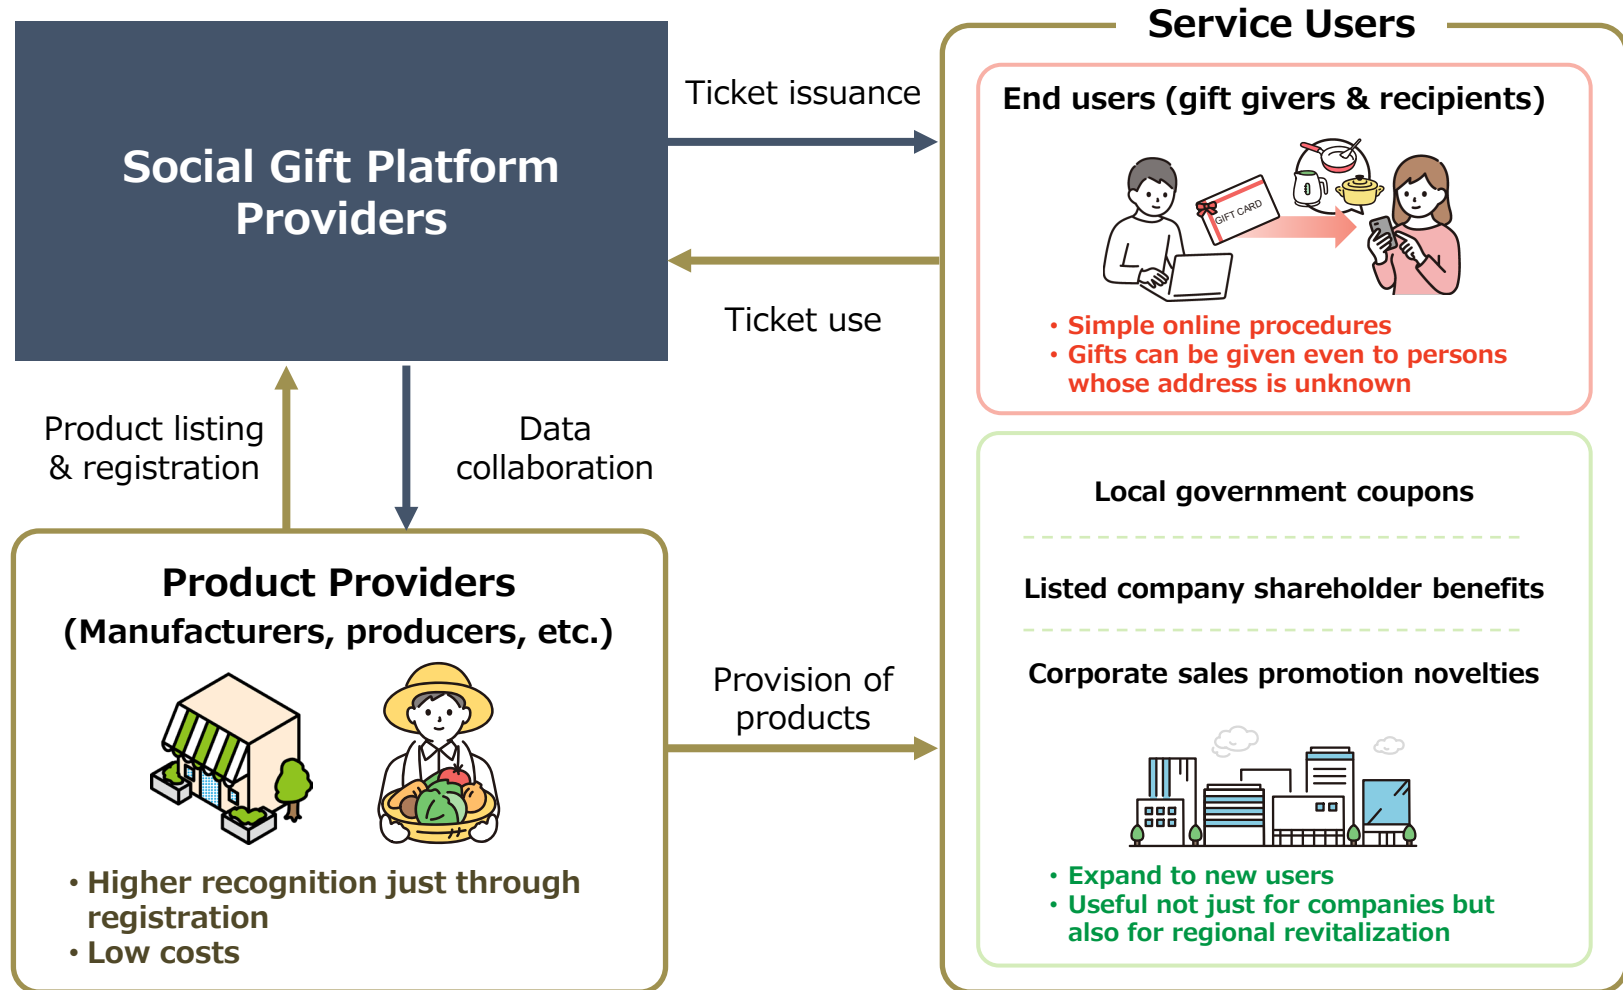 Social Gift Platform
Providers
Ticket issuance
Ticket use
Product listing
& registration
Data
collaboration
Product Providers
(Manufacturers, producers, etc.)
• Higher recognition just through
registration
• Low costs
Provision of
products
Service Users
End users (gift givers & recipients)
GIFT CARD
• Simple online procedures
• Gifts can be given even to persons
whose address is unknown
Local government coupons
Listed company shareholder benefits
Corporate sales promotion novelties
• Expand to new users
• Useful not just for companies but
also for regional revitalization